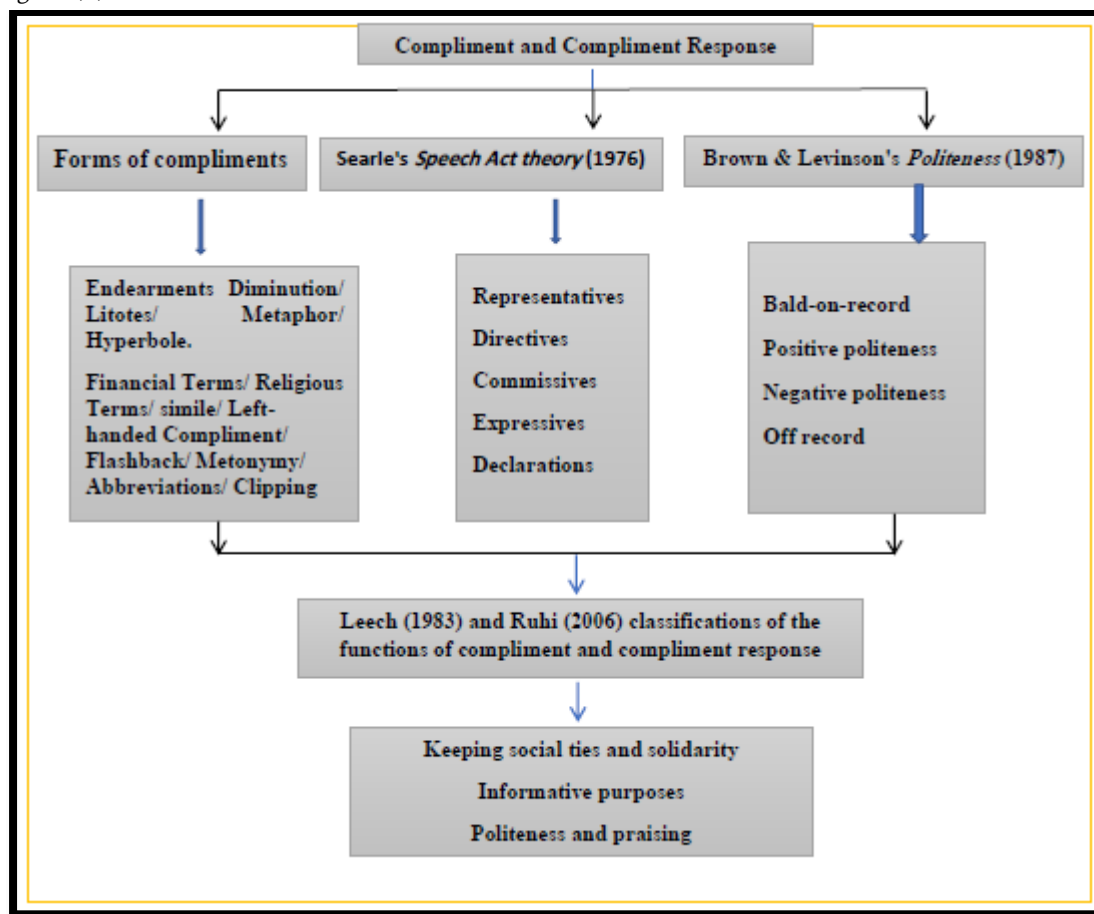 Compliment and Compliment Response
Forms of compliments
Searle's Speech Act theory (1976)
Brown & Levinson's Politeness (1987)
Endearments Diminution/
Litotes/ Metaphor/
Hyperbole.
Financial Terms/ Religious
Terms/ simile/ Left-
handed Compliment/
Flashback/ Metonymy/
Abbreviations/ Clipping
Representatives
Directives
Commissives
Expressives
Declarations
Bald-on-record
Positive politeness
Negative politeness
Off record
Leech (1983) and Ruhi (2006) classifications of the
functions of compliment and compliment response
Keeping social ties and solidarity
Informative purposes
Politeness and praising